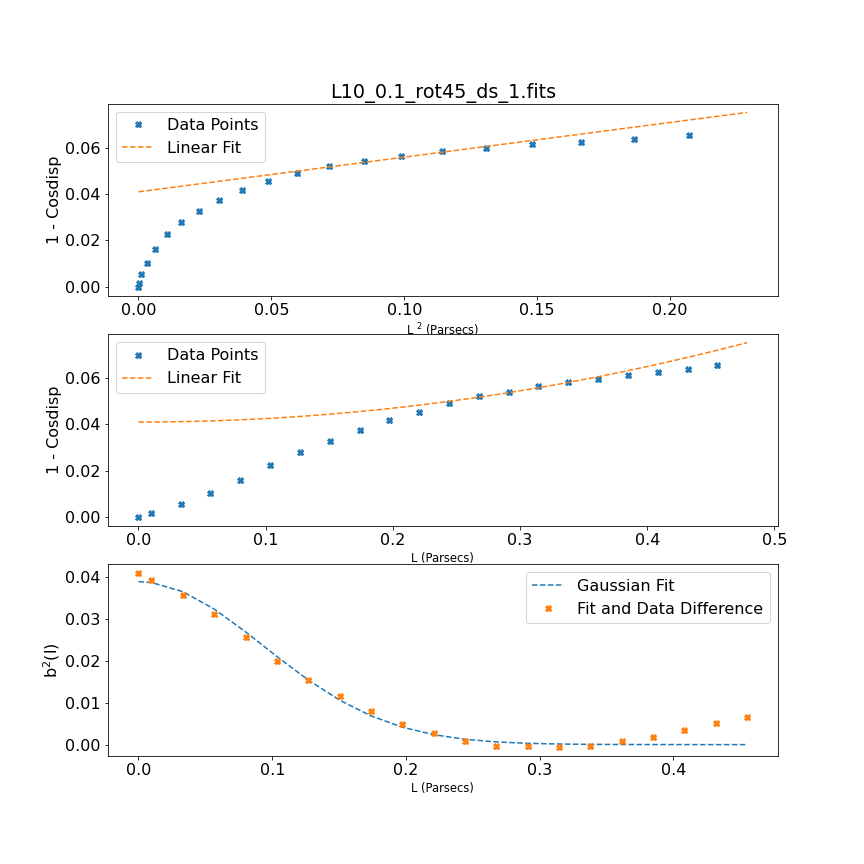 L10_0.1_rot45_ds_1.fits
1 - Cosdisp
0.06
0.04
0.02
0.00
Data Points
Linear Fit
0.00 0.05 0.10 0.15 0.20
L ² (Parsecs)
1 - Cosdisp
0.06
0.04
0.02
0.00
Data Points
Linear Fit
0.0 0.1 0.2 0.3 0.4 0.5
L (Parsecs)
b²(l)
0.04
0.03
0.02
0.01
0.00
Gaussian Fit
Fit and Data Difference
0.0 0.1 0.2 0.3 0.4
L (Parsecs)